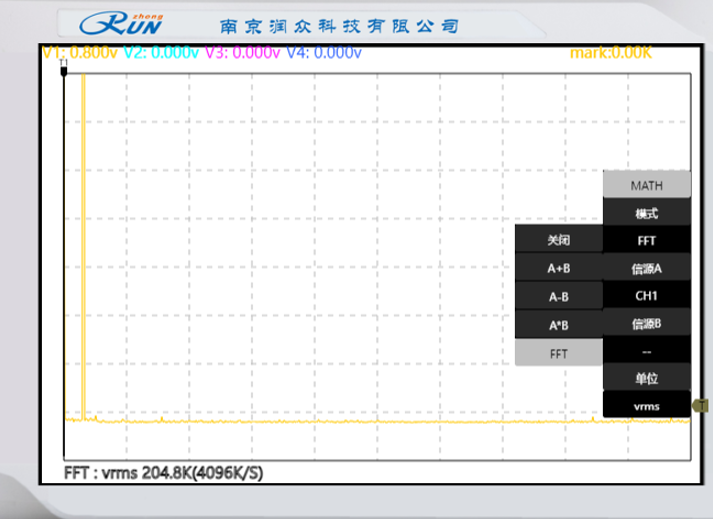 zhong
RUN 南京润众科技有限公司
V1: 0.800v V2: 0.000v V3: 0.000v V4: 0.000v mark:0.00K
MATH
模式
关闭 FFT
A+B 信源A
A-B CH1
A*B 信源B
FFT --
单位
vrms
FFT : vrms 204.8K(4096K/S)